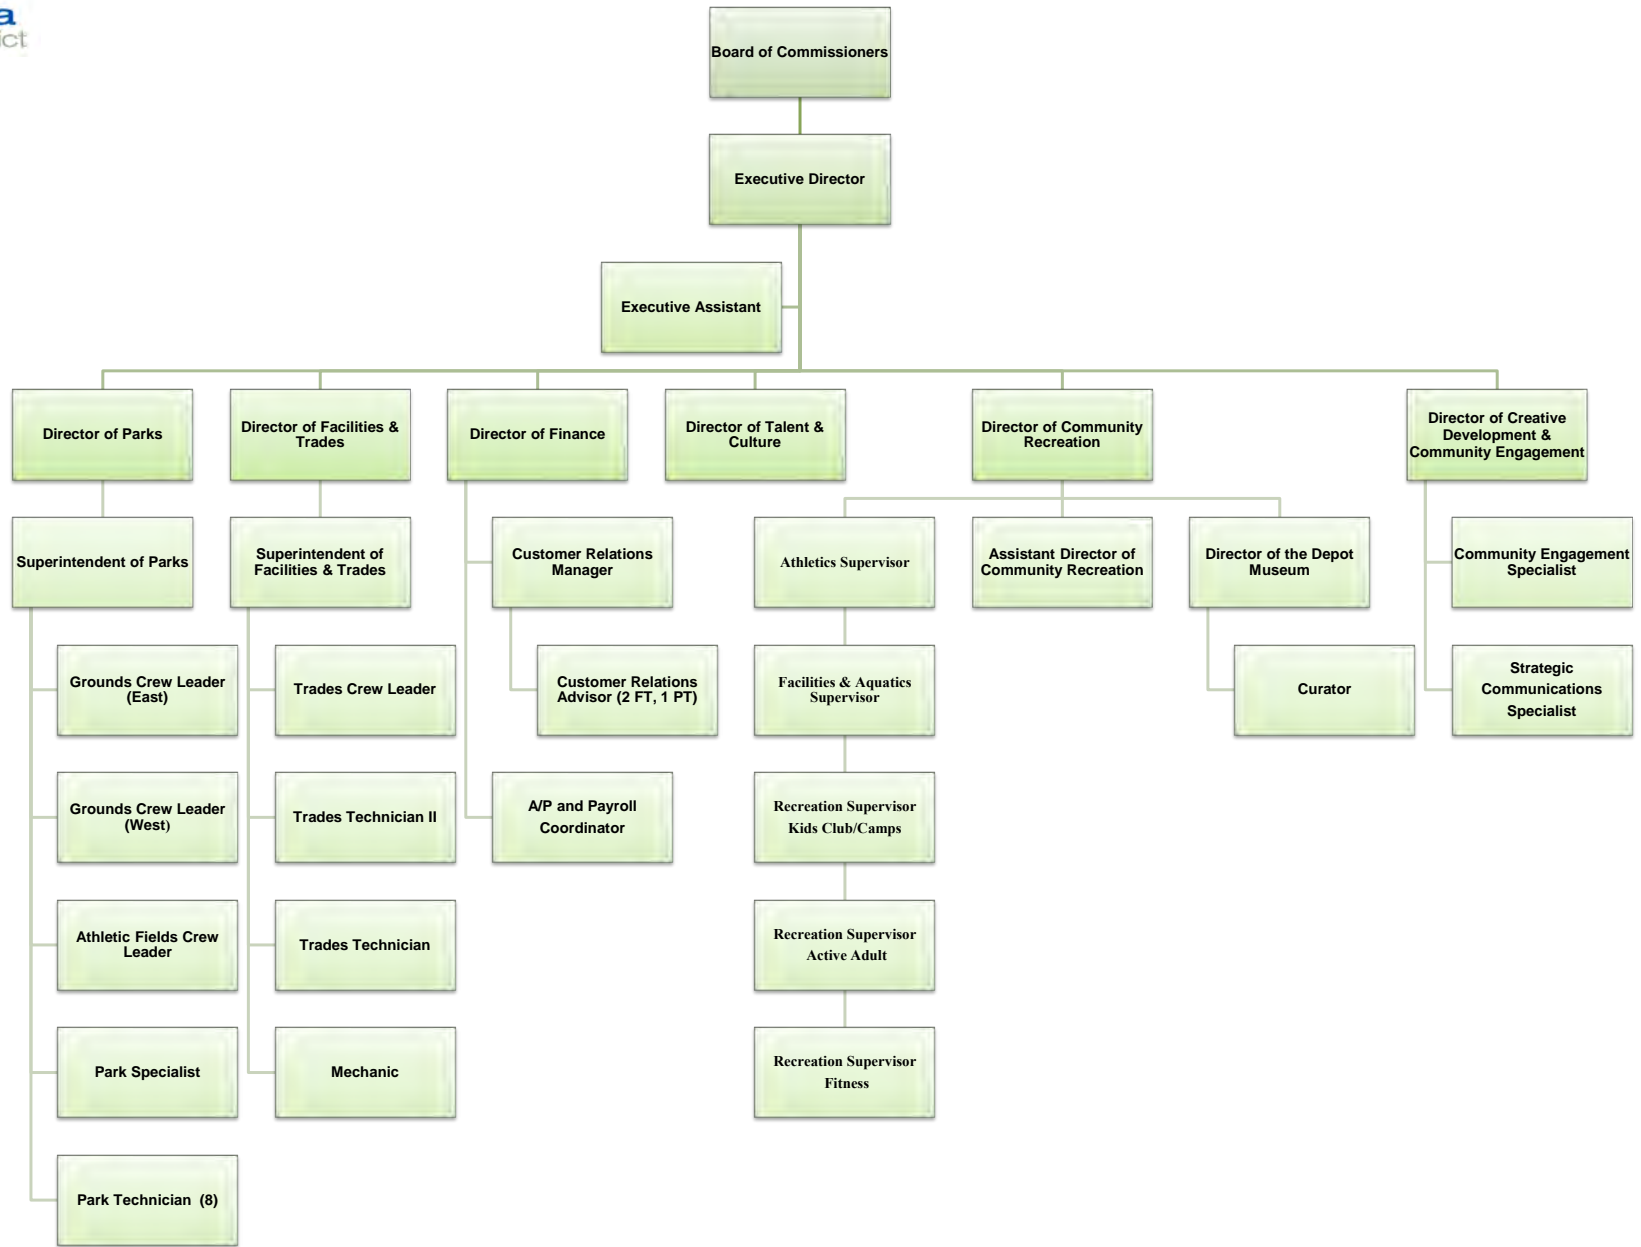 a
ict
Board of Commissioners
Executive Director
Executive Assistant
Director of Parks
Director of Facilities &
Trades
Director of Finance
Director of Talent &
Culture
Director of Community
Recreation
Director of Creative
Development &
Community Engagement
Superintendent of Parks
Superintendent of
Facilities & Trades
Customer Relations
Manager
Athletics Supervisor
Assistant Director of
Community Recreation
Director of the Depot
Museum
Community Engagement
Specialist
Grounds Crew Leader
(East)
Trades Crew Leader
Customer Relations
Advisor (2 FT, 1 PT)
Facilities & Aquatics
Supervisor
Curator
Strategic
Communications
Specialist
Grounds Crew Leader
(West)
Trades Technician II
A/P and Payroll
Coordinator
Recreation Supervisor
Kids Club/Camps
Athletic Fields Crew
Leader
Trades Technician
Recreation Supervisor
Active Adult
Park Specialist
Mechanic
Recreation Supervisor
Fitness
Park Technician (8)